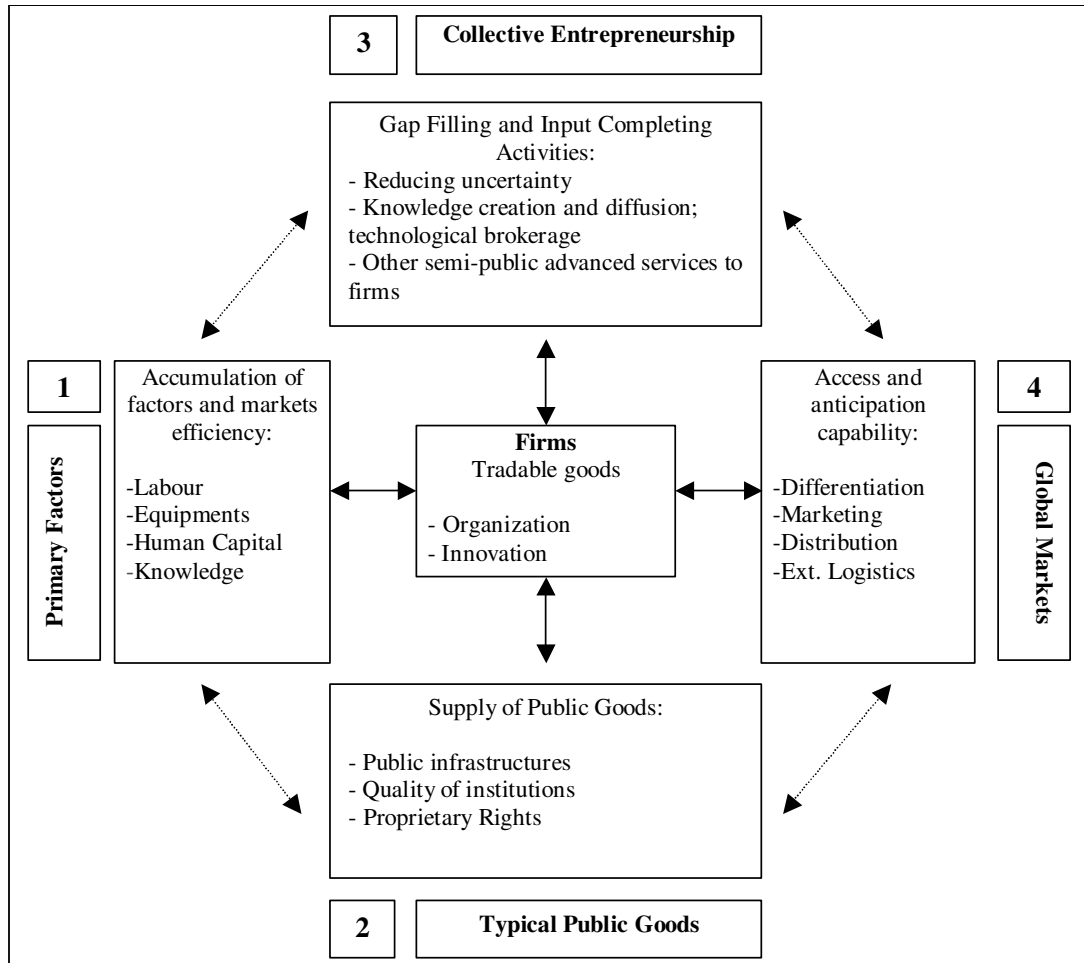 3
Collective Entrepreneurship
Gap Filling and Input Completing
Activities:
- Reducing uncertainty
- Knowledge creation and diffusion;
technological brokerage
- Other semi-public advanced services to
firms
1
Primary Factors
Accumulation of
factors and markets
efficiency:
-Labour
-Equipments
-Human Capital
-Knowledge
Firms
Tradable goods
- Organization
- Innovation
Access and
anticipation
capability:
-Differentiation
-Marketing
-Distribution
-Ext. Logistics
4
Global Markets
Supply of Public Goods:
- Public infrastructures
- Quality of institutions
- Proprietary Rights
2
Typical Public Goods